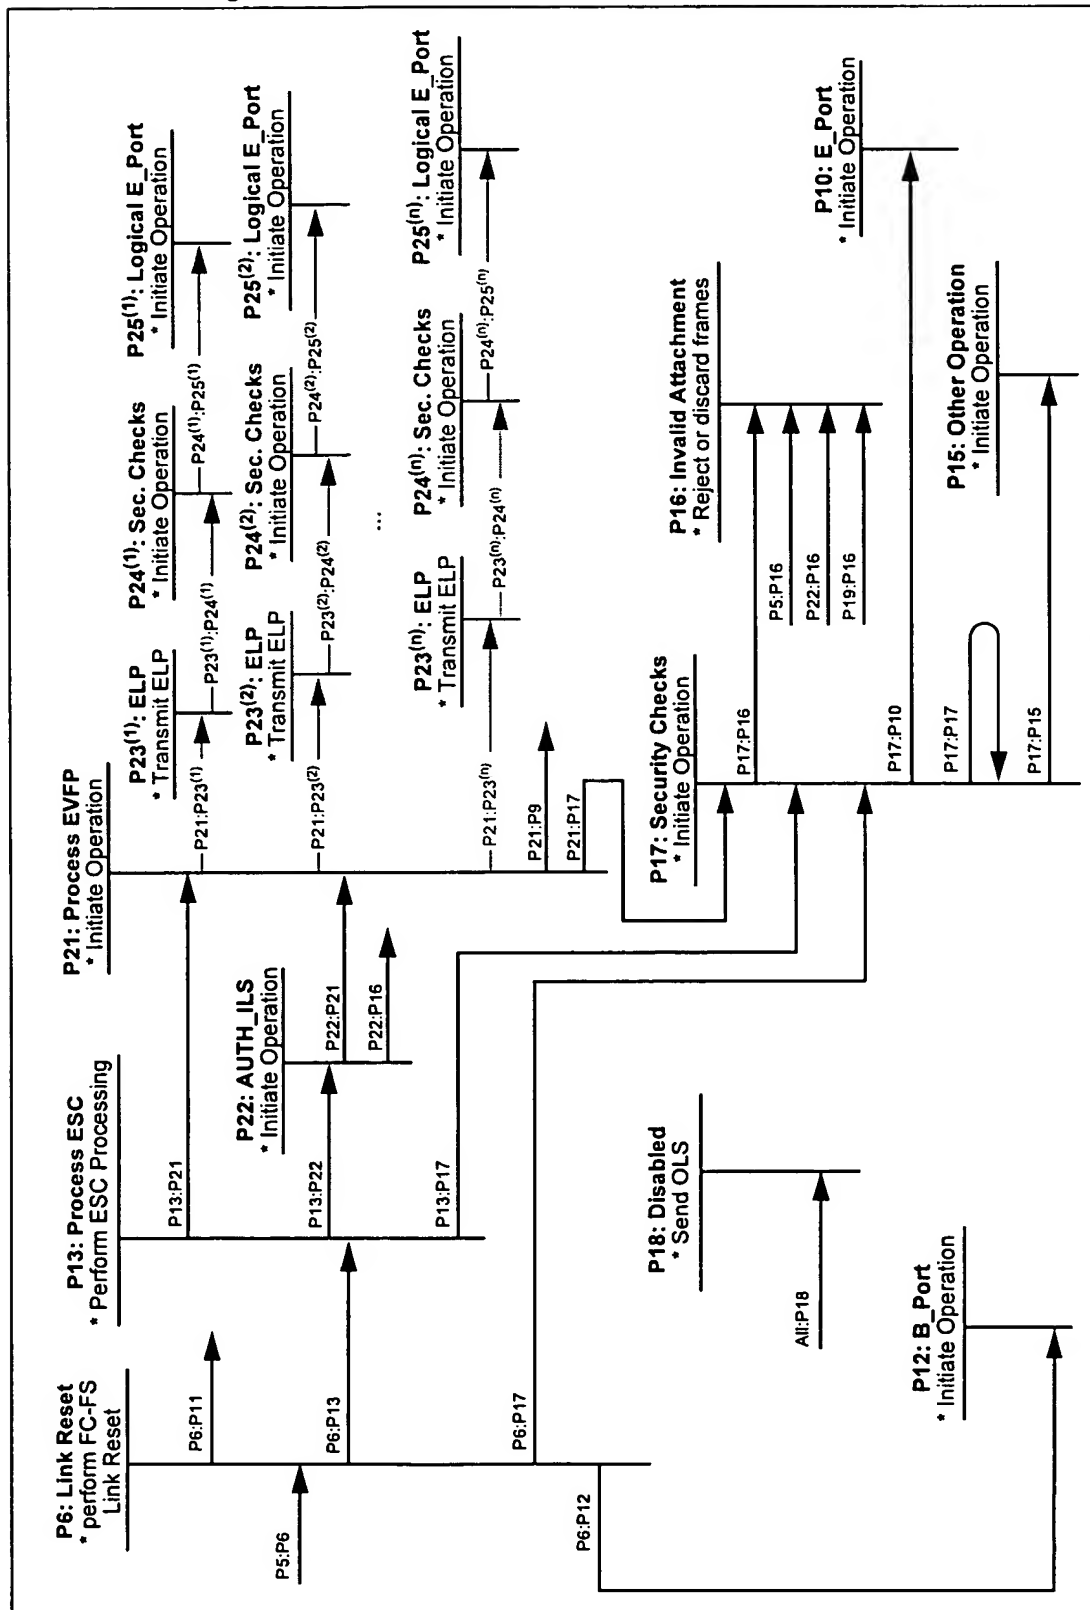 P6: Link Reset
* perform FC-FS
Link Reset
P5:P6
P6:P11
P6:P13
P6:P17
P6:P12
P13: Process ESC
* Perform ESC Processing
P13:P21
P13:P22
P13:P17
P22: AUTH_ILS
* Initiate Operation
P22:P21
P22:P16
P21: Process EVFP
* Initiate Operation
P21:P23(1)
P21:P23(2)
P21:P23(n)
P21:P9
P21:P17
P23(1): ELP
* Transmit ELP
P23(1):P24(1)
P24(1): Sec. Checks
* Initiate Operation
P24(1):P25(1)
P25(1): Logical E_Port
* Initiate Operation
P23(2): ELP
* Transmit ELP
P23(2):P24(2)
P24(2): Sec. Checks
* Initiate Operation
P24(2):P25(2)
P25(2): Logical E_Port
* Initiate Operation
...
P23(n): ELP
* Transmit ELP
P23(n):P24(n)
P24(n): Sec. Checks
* Initiate Operation
P24(n):P25(n)
P25(n): Logical E_Port
* Initiate Operation
P18: Disabled
* Send OLS
All:P18
P12: B_Port
* Initiate Operation
P17: Security Checks
* Initiate Operation
P17:P16
P17:P10
P17:P17
P17:P15
P16: Invalid Attachment
* Reject or discard frames
P5:P16
P22:P16
P19:P16
P10: E_Port
* Initiate Operation
P15: Other Operation
* Initiate Operation